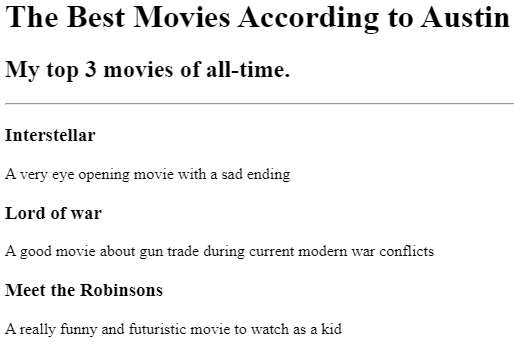 The Best Movies According to Austin
My top 3 movies of all-time.
Interstellar
A very eye opening movie with a sad ending
Lord of war
A good movie about gun trade during current modern war conflicts
Meet the Robinsons
A really funny and futuristic movie to watch as a kid